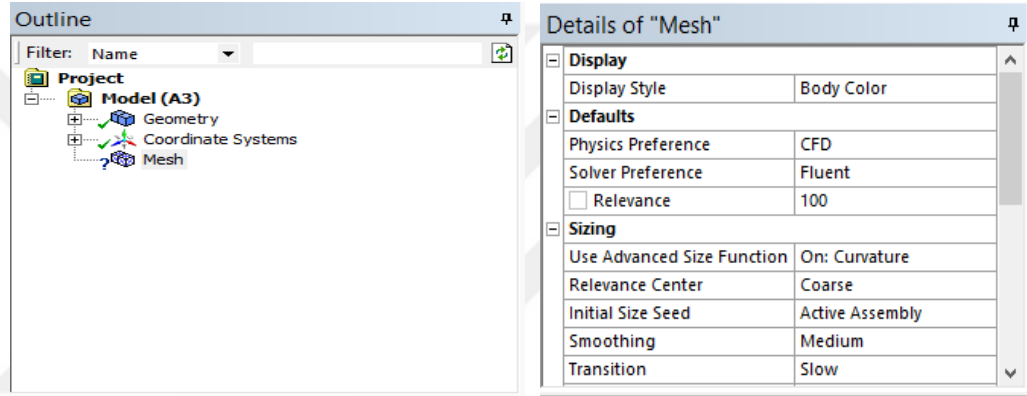 Outline
Filter: Name
Project
Model (A3)
Geometry
Coordinate Systems
Mesh
Details of "Mesh"
Display
Display Style Body Color
Defaults
Physics Preference CFD
Solver Preference Fluent
Relevance 100
Sizing
Use Advanced Size Function On: Curvature
Relevance Center Coarse
Initial Size Seed Active Assembly
Smoothing Medium
Transition Slow